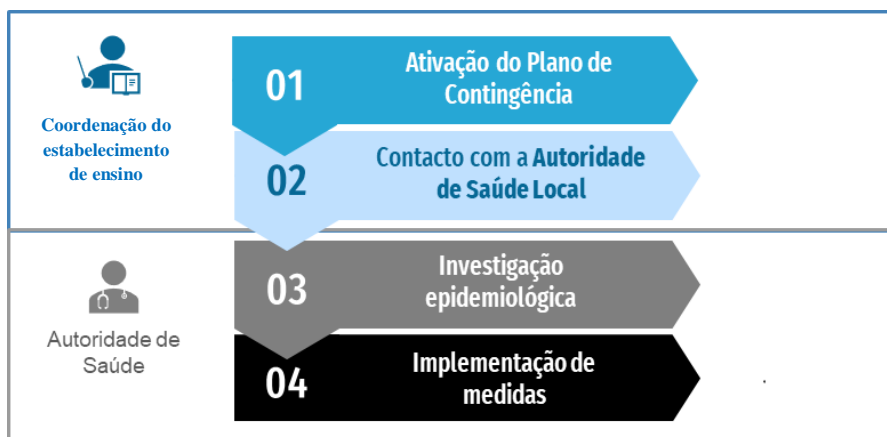 Coordenação do
estabelecimento
de ensino
01
Ativação do Plano de
Contingência
02
Contacto com a Autoridade
de Saúde Local
Autoridade de
Saúde
03
Investigação
epidemiológica
04
Implementação de
medidas
.